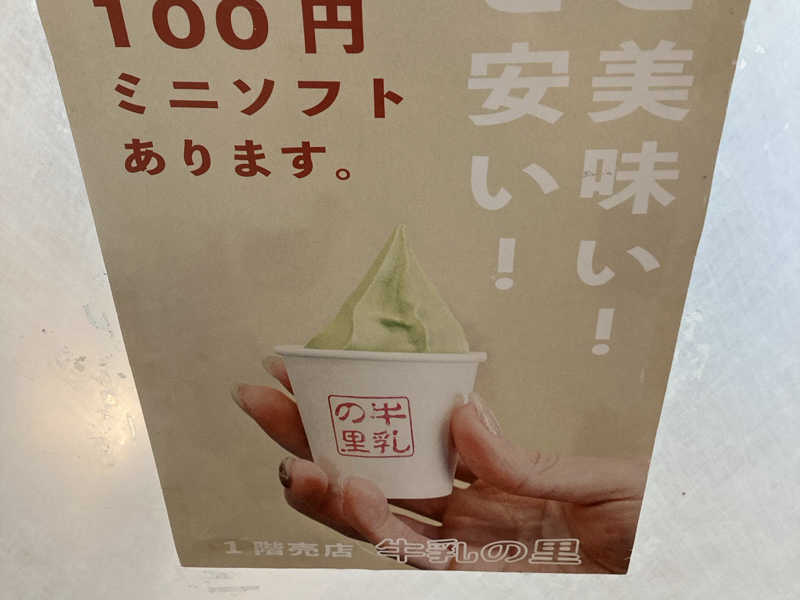 100円
ミニソフト
あります。
美味い!
安い!
牛乳
の里
1階売店 牛乳の里